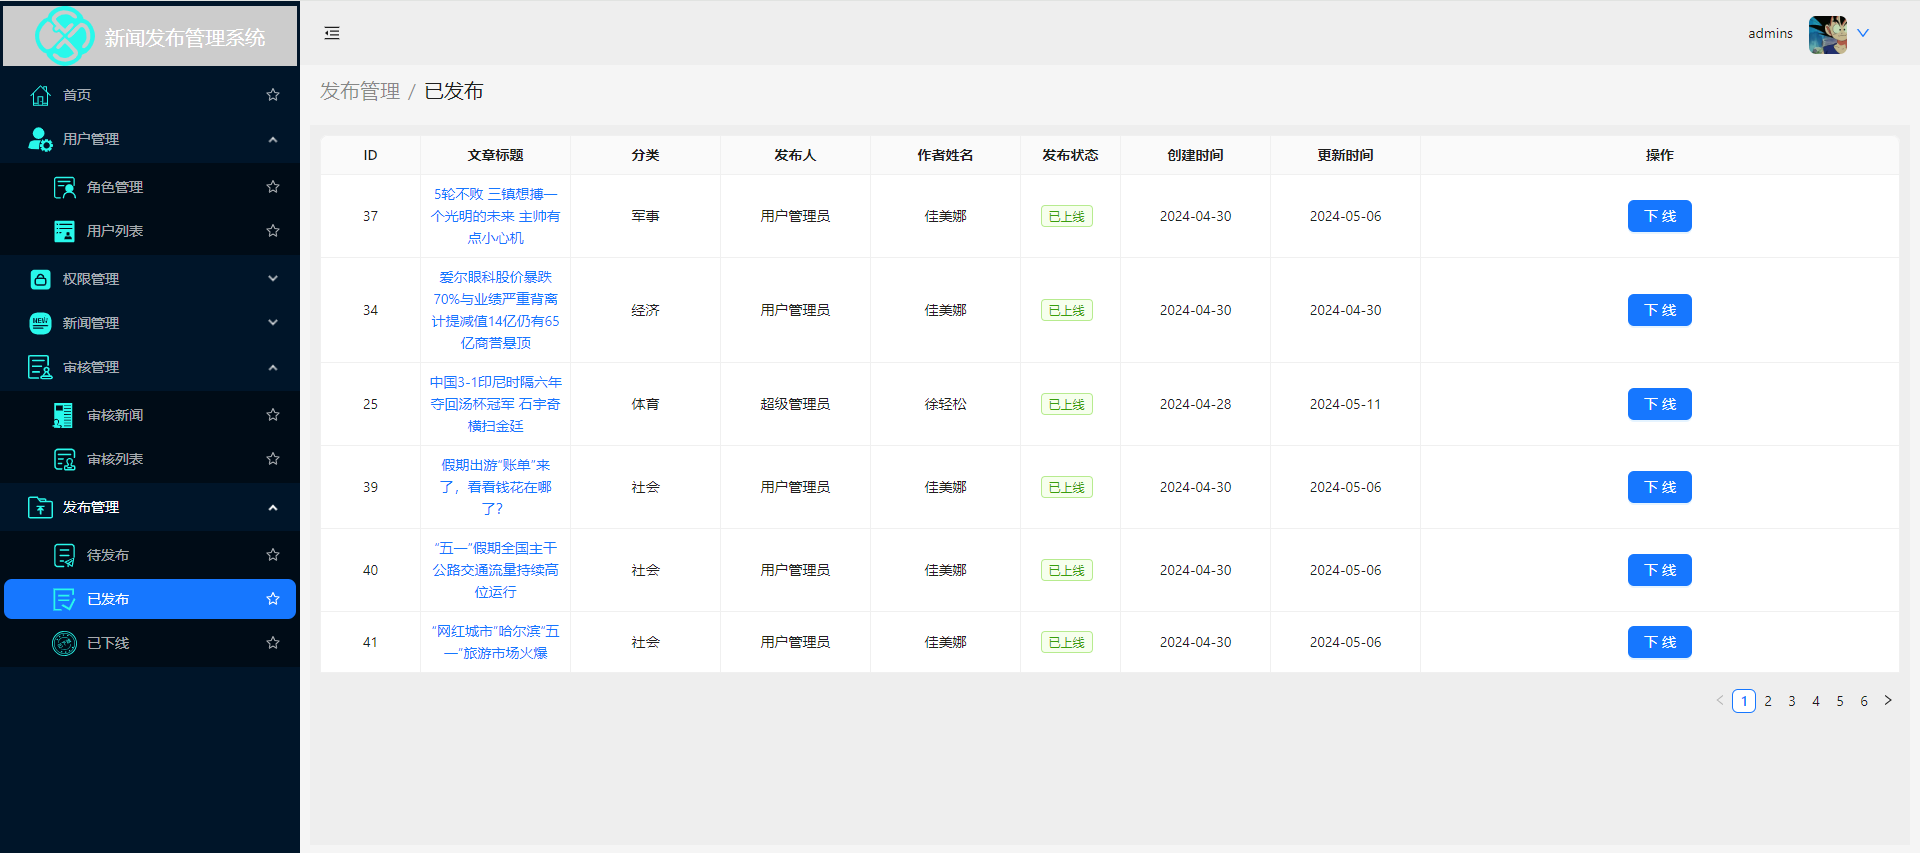 新闻发布管理系统
admins
首页
用户管理
角色管理
用户列表
权限管理
新闻管理
NEW
审核管理
审核新闻
审核列表
发布管理
待发布
已发布
已下线
发布管理 / 已发布
ID 文章标题 分类 发布人 作者姓名 发布状态 创建时间 更新时间 操作
37 军事 用户管理员 佳美娜 已上线 2024-04-30 2024-05-06 下 线
5轮不败 三镇想搏一
个光明的未来 主帅有
点小心机
34 经济 用户管理员 佳美娜 已上线 2024-04-30 2024-04-30 下 线
爱尔眼科股价暴跌
70%与业绩严重背离
计提减值14亿仍有65
亿商誉悬顶
25 体育 超级管理员 徐轻松 已上线 2024-04-28 2024-05-11 下 线
中国3-1印尼时隔六年
夺回汤杯冠军 石宇奇
横扫金廷
39 社会 用户管理员 佳美娜 已上线 2024-04-30 2024-05-06 下 线
假期出游“账单”来
了，看看钱花在哪
了？
40 社会 用户管理员 佳美娜 已上线 2024-04-30 2024-05-06 下 线
“五一”假期全国主干
公路交通流量持续高
位运行
41 社会 用户管理员 佳美娜 已上线 2024-04-30 2024-05-06 下 线
“网红城市”哈尔滨“五
一”旅游市场火爆
1 2 3 4 5 6